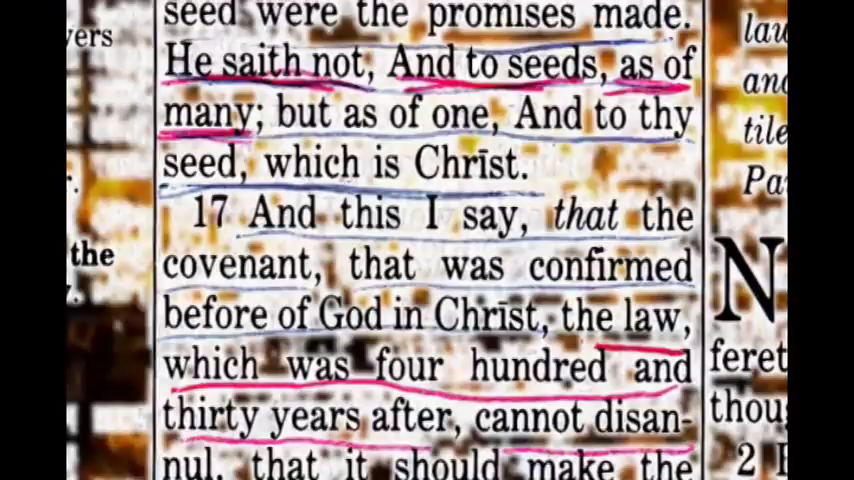 vers
the
seed were the promises made.
He saith not, And to seeds, as of
many; but as of one, And to thy
seed, which is Chrīst.
17 And this I say, that the
covenant, that was confirmed
before of God in Chrīst, the law,
which was four hundred and
thirty years after, cannot disan-
nul, that it should make the
law
and
tile
Pa
N
feret
thou
2